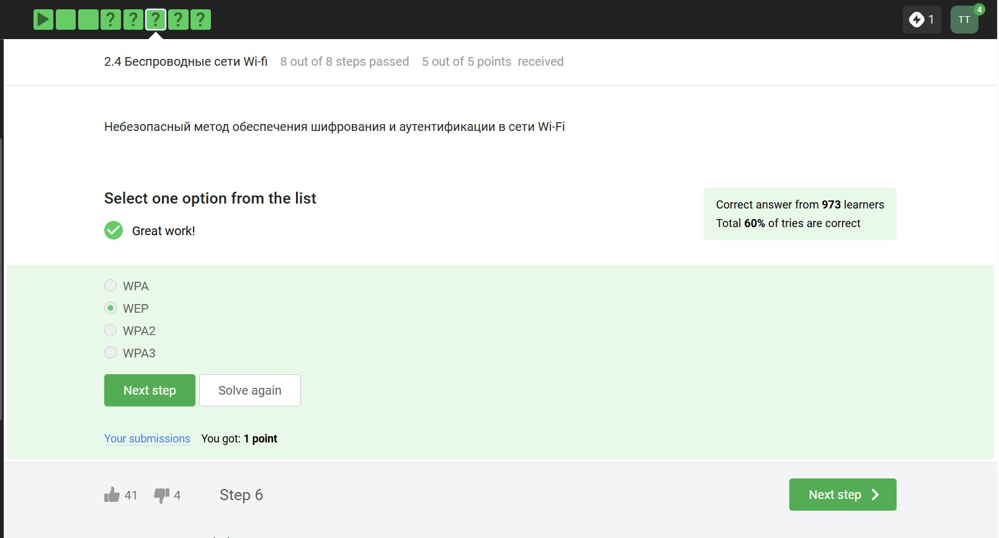 ? ? ? ? ?
1
TT
4
2.4 Беспроводные сети Wi-fi 8 out of 8 steps passed 5 out of 5 points received
Небезопасный метод обеспечения шифрования и аутентификации в сети Wi-Fi
Select one option from the list
Great work!
Correct answer from 973 learners
Total 60% of tries are correct
WPA
WEP
WPA2
WPA3
Next step
Solve again
Your submissions You got: 1 point
41
4
Step 6
Next step